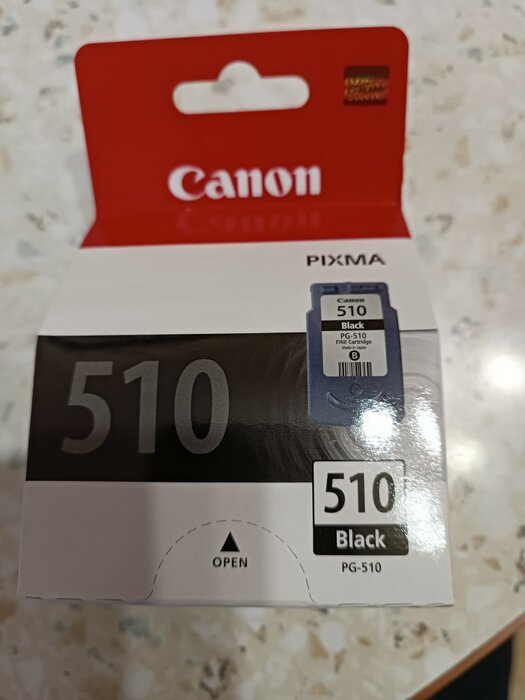 Canon
PIXMA
Canon
510
Black
PG-510
FINE Cartridge
Made in Japan
B
510
510
Black
OPEN
PG-510